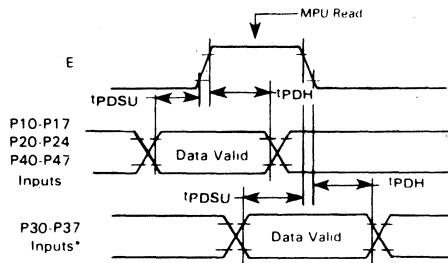 MPU Read
E
tPDSU
tPDH
P10-P17
P20-P24
P40-P47
Inputs
Data Valid
tPDSU
tPDH
P30-P37
Inputs*
Data Valid